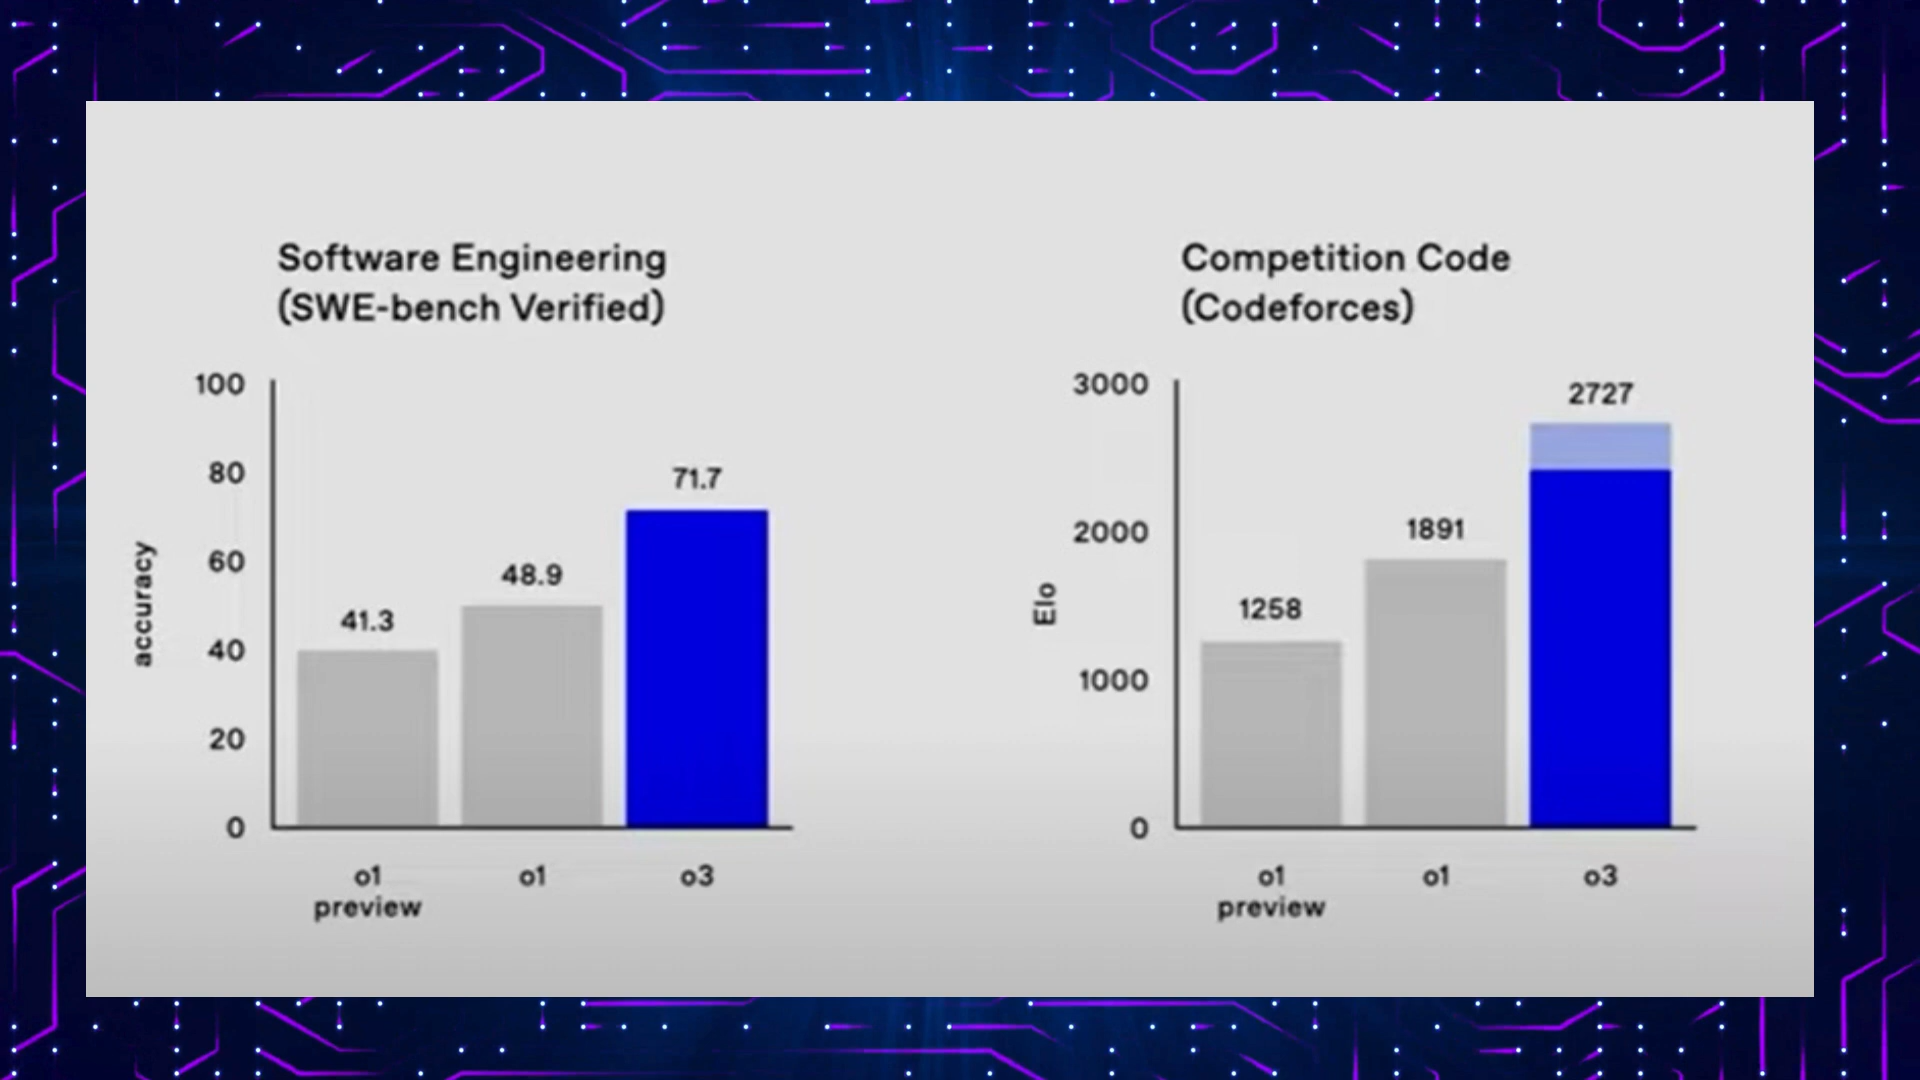 Software Engineering
(SWE-bench Verified)
100
80
60
40
20
0
accuracy
41.3
48.9
71.7
o1
preview
o1
o3
Competition Code
(Codeforces)
3000
2000
1000
0
Elo
1258
1891
2727
o1
preview
o1
o3